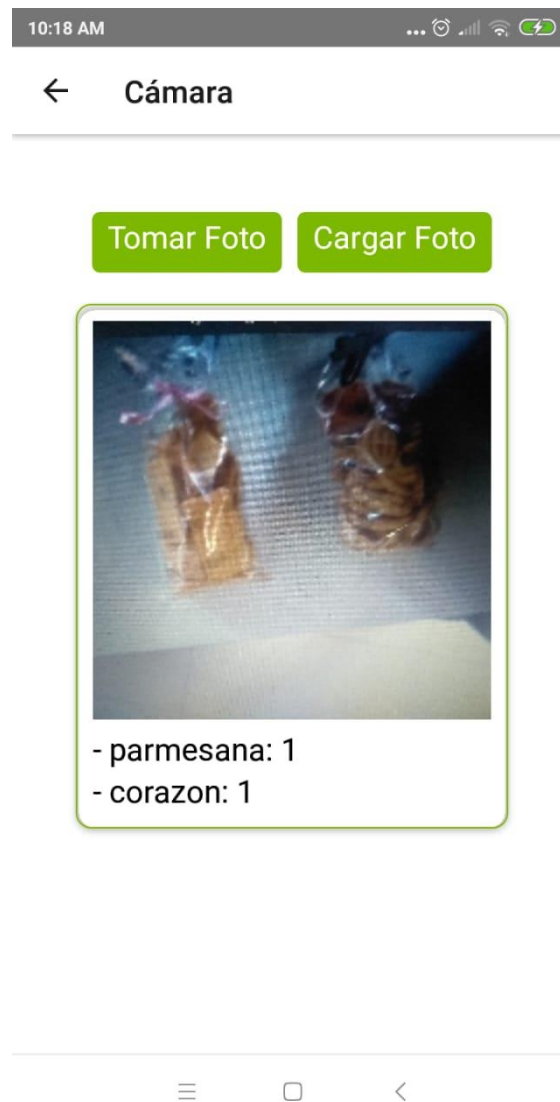 10:18 AM
Cámara
Tomar Foto
Cargar Foto
- parmesana: 1
- corazon: 1